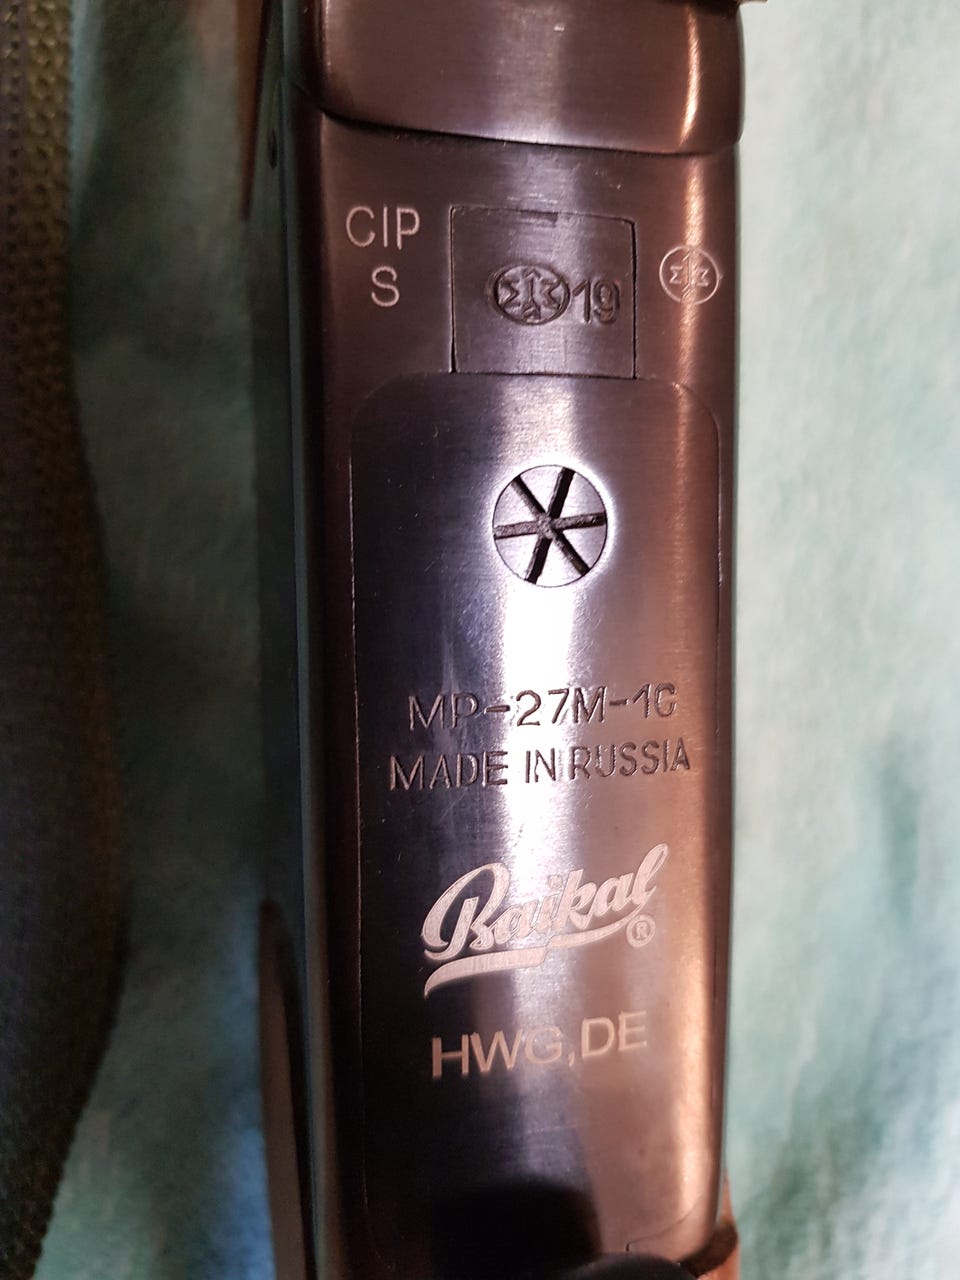 CIP
S
19
MP-27M-1C
MADE IN RUSSIA
Baikal®
HWG,DE